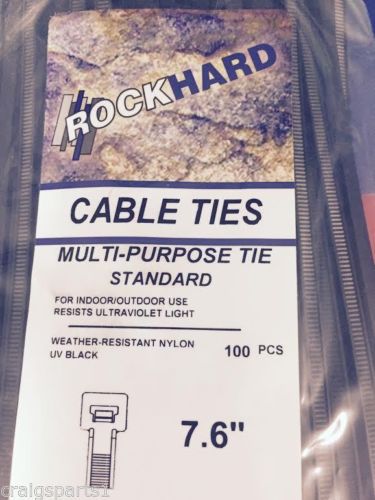 ROCKHARD
CABLE TIES
MULTI-PURPOSE TIE
STANDARD
FOR INDOOR/OUTDOOR USE
RESISTS ULTRAVIOLET LIGHT
WEATHER-RESISTANT NYLON
UV BLACK 100 PCS
7.6"
craigsparts1